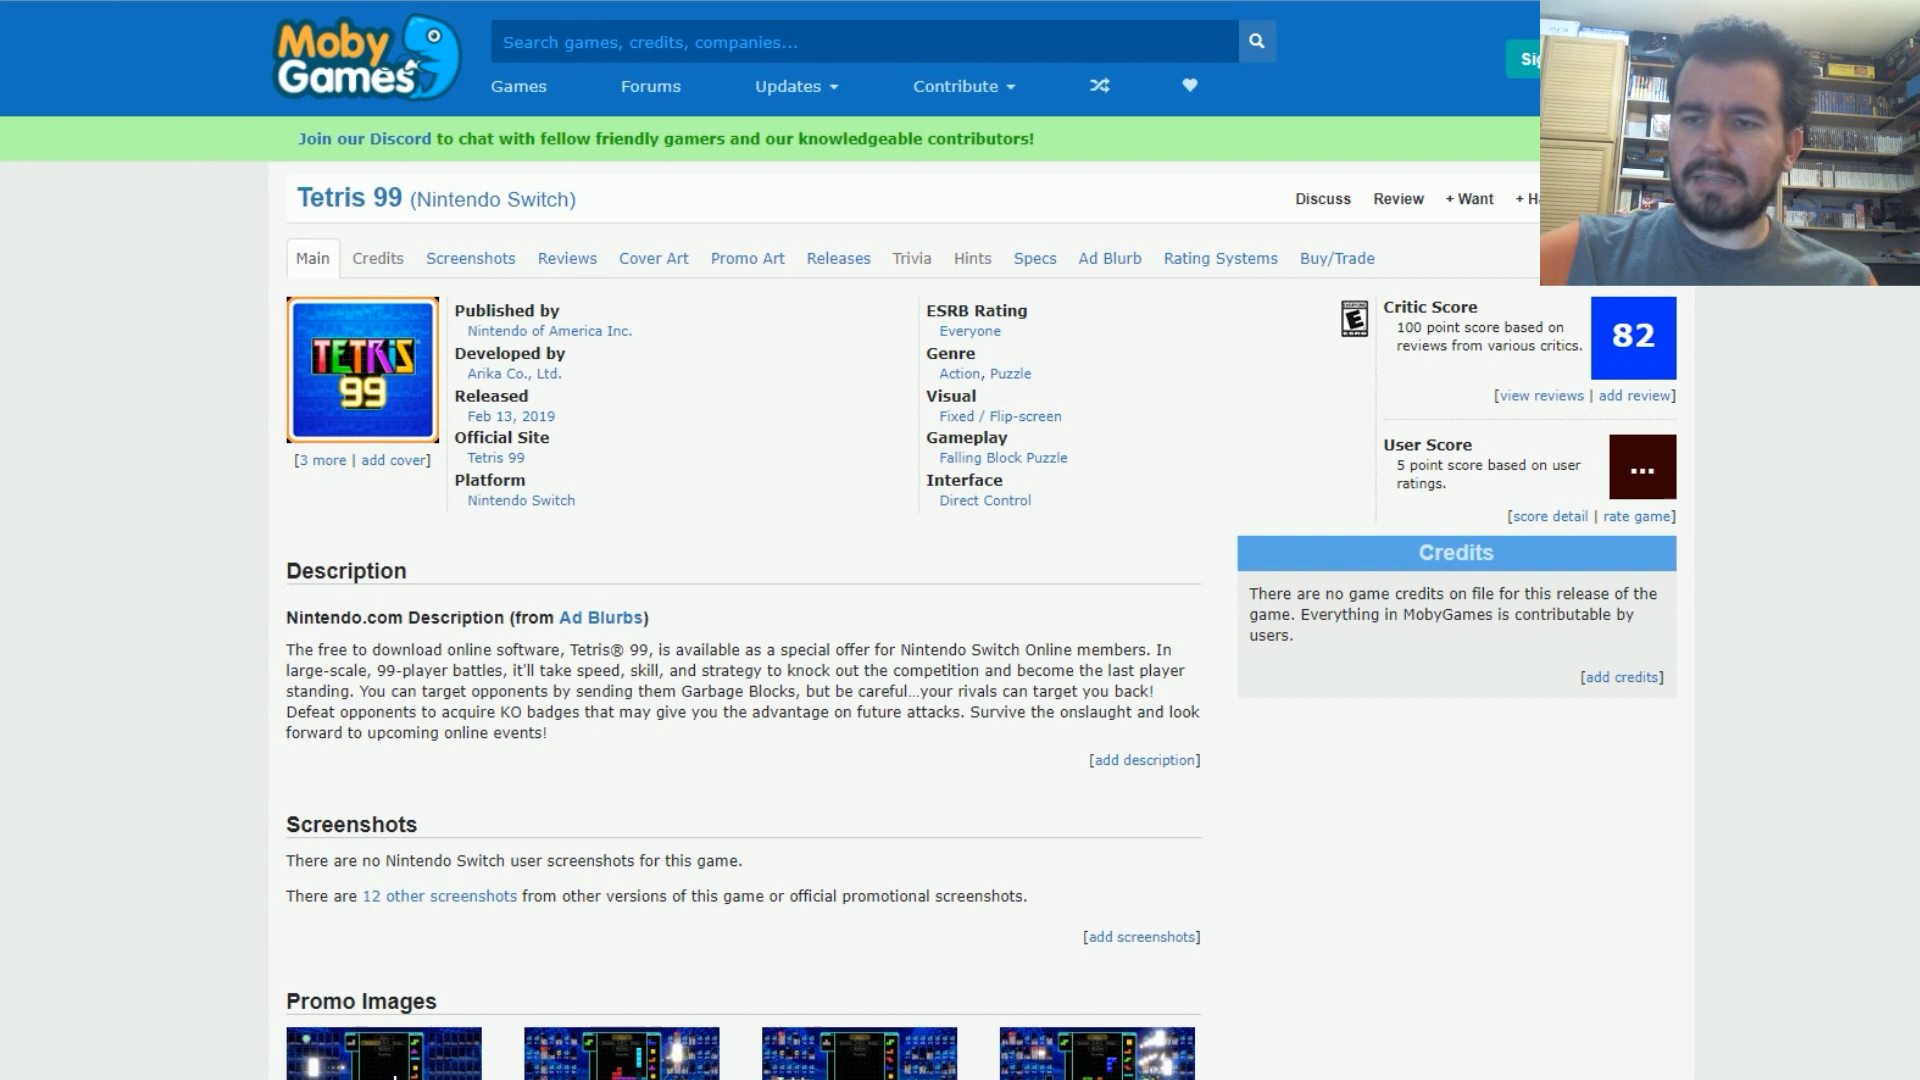 Moby
Games
Search games, credits, companies...
Games Forums Updates Contribute
Join our Discord to chat with fellow friendly gamers and our knowledgeable contributors!
Tetris 99 (Nintendo Switch)
Discuss Review + Want
Main Credits Screenshots Reviews Cover Art Promo Art Releases Trivia Hints Specs Ad Blurb Rating Systems Buy/Trade
TETRIS
99
[3 more | add cover]
Published by
Nintendo of America Inc.
Developed by
Arika Co., Ltd.
Released
Feb 13, 2019
Official Site
Tetris 99
Platform
Nintendo Switch
ESRB Rating
Everyone
Genre
Action, Puzzle
Visual
Fixed / Flip-screen
Gameplay
Falling Block Puzzle
Interface
Direct Control
E
Critic Score
100 point score based on
reviews from various critics.
82
[view reviews | add review]
User Score
5 point score based on user
ratings.
...
[score detail | rate game]
Credits
There are no game credits on file for this release of the
game. Everything in MobyGames is contributable by
users.
[add credits]
Description
Nintendo.com Description (from Ad Blurbs)
The free to download online software, Tetris® 99, is available as a special offer for Nintendo Switch Online members. In
large-scale, 99-player battles, it'll take speed, skill, and strategy to knock out the competition and become the last player
standing. You can target opponents by sending them Garbage Blocks, but be careful…your rivals can target you back!
Defeat opponents to acquire KO badges that may give you the advantage on future attacks. Survive the onslaught and look
forward to upcoming online events!
[add description]
Screenshots
There are no Nintendo Switch user screenshots for this game.
There are 12 other screenshots from other versions of this game or official promotional screenshots.
[add screenshots]
Promo Images